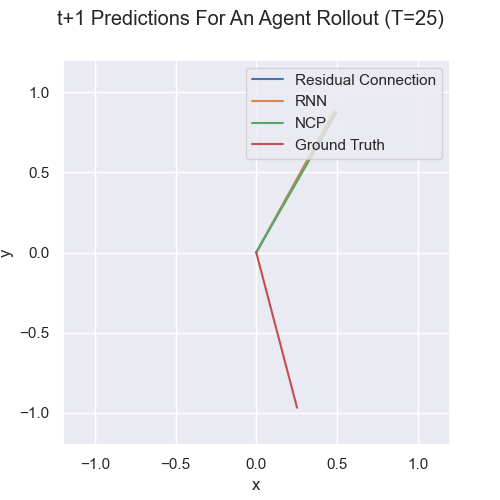 t+1 Predictions For An Agent Rollout (T=25)
Residual Connection
RNN
NCP
Ground Truth
1.0
0.5
0.0
−0.5
−1.0
y
−1.0 −0.5 0.0 0.5 1.0
x